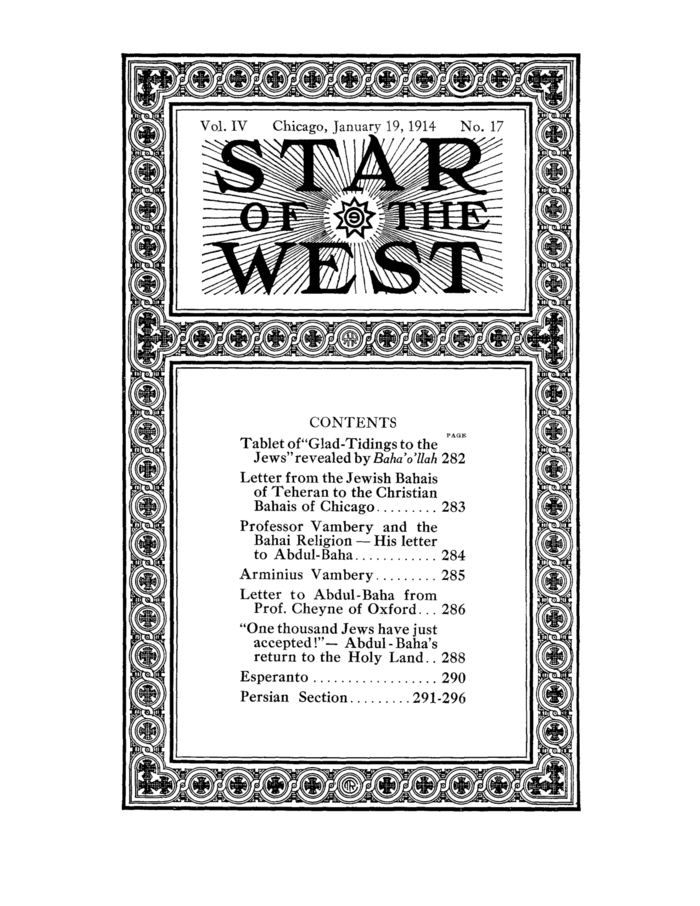 Vol. IV Chicago, January 19, 1914 No. 17
STAR
OF THE
WEST
CONTENTS
PAGE
Tablet of "Glad-Tidings to the
Jews" revealed by Baha'o'llah 282
Letter from the Jewish Bahais
of Teheran to the Christian
Bahais of Chicago......... 283
Professor Vambery and the
Bahai Religion — His letter
to Abdul-Baha............ 284
Arminius Vambery......... 285
Letter to Abdul-Baha from
Prof. Cheyne of Oxford... 286
"One thousand Jews have just
accepted!"— Abdul-Baha's
return to the Holy Land.. 288
Esperanto .................. 290
Persian Section.........291-296